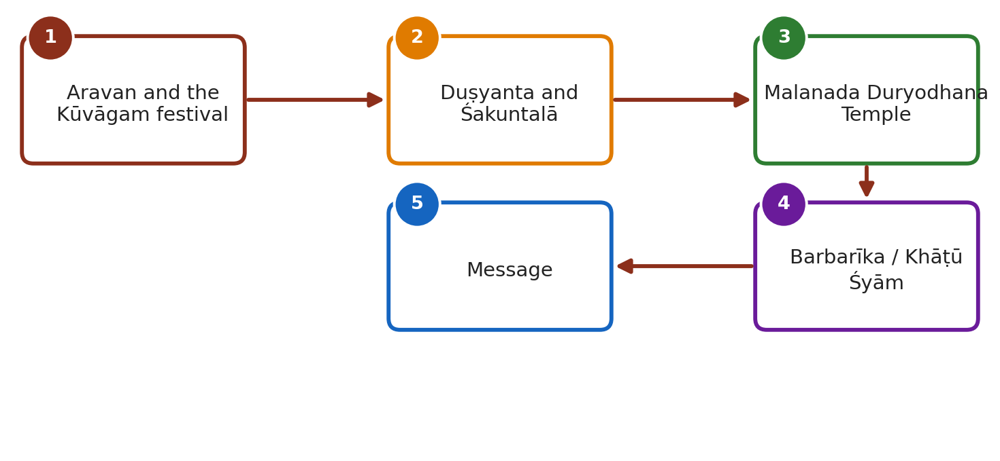 1
Aravan and the
Kūvāgam festival
2
Duṣyanta and
Śakuntalā
3
Malanada Duryodhana
Temple
4
Barbarīka / Khāṭū
Śyām
5
Message